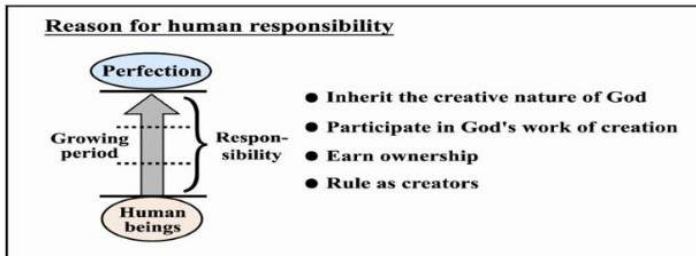 Reason for human responsibility
Perfection
Growing
period
Respon-
sibility
Human
beings
● Inherit the creative nature of God
● Participate in God's work of creation
● Earn ownership
● Rule as creators